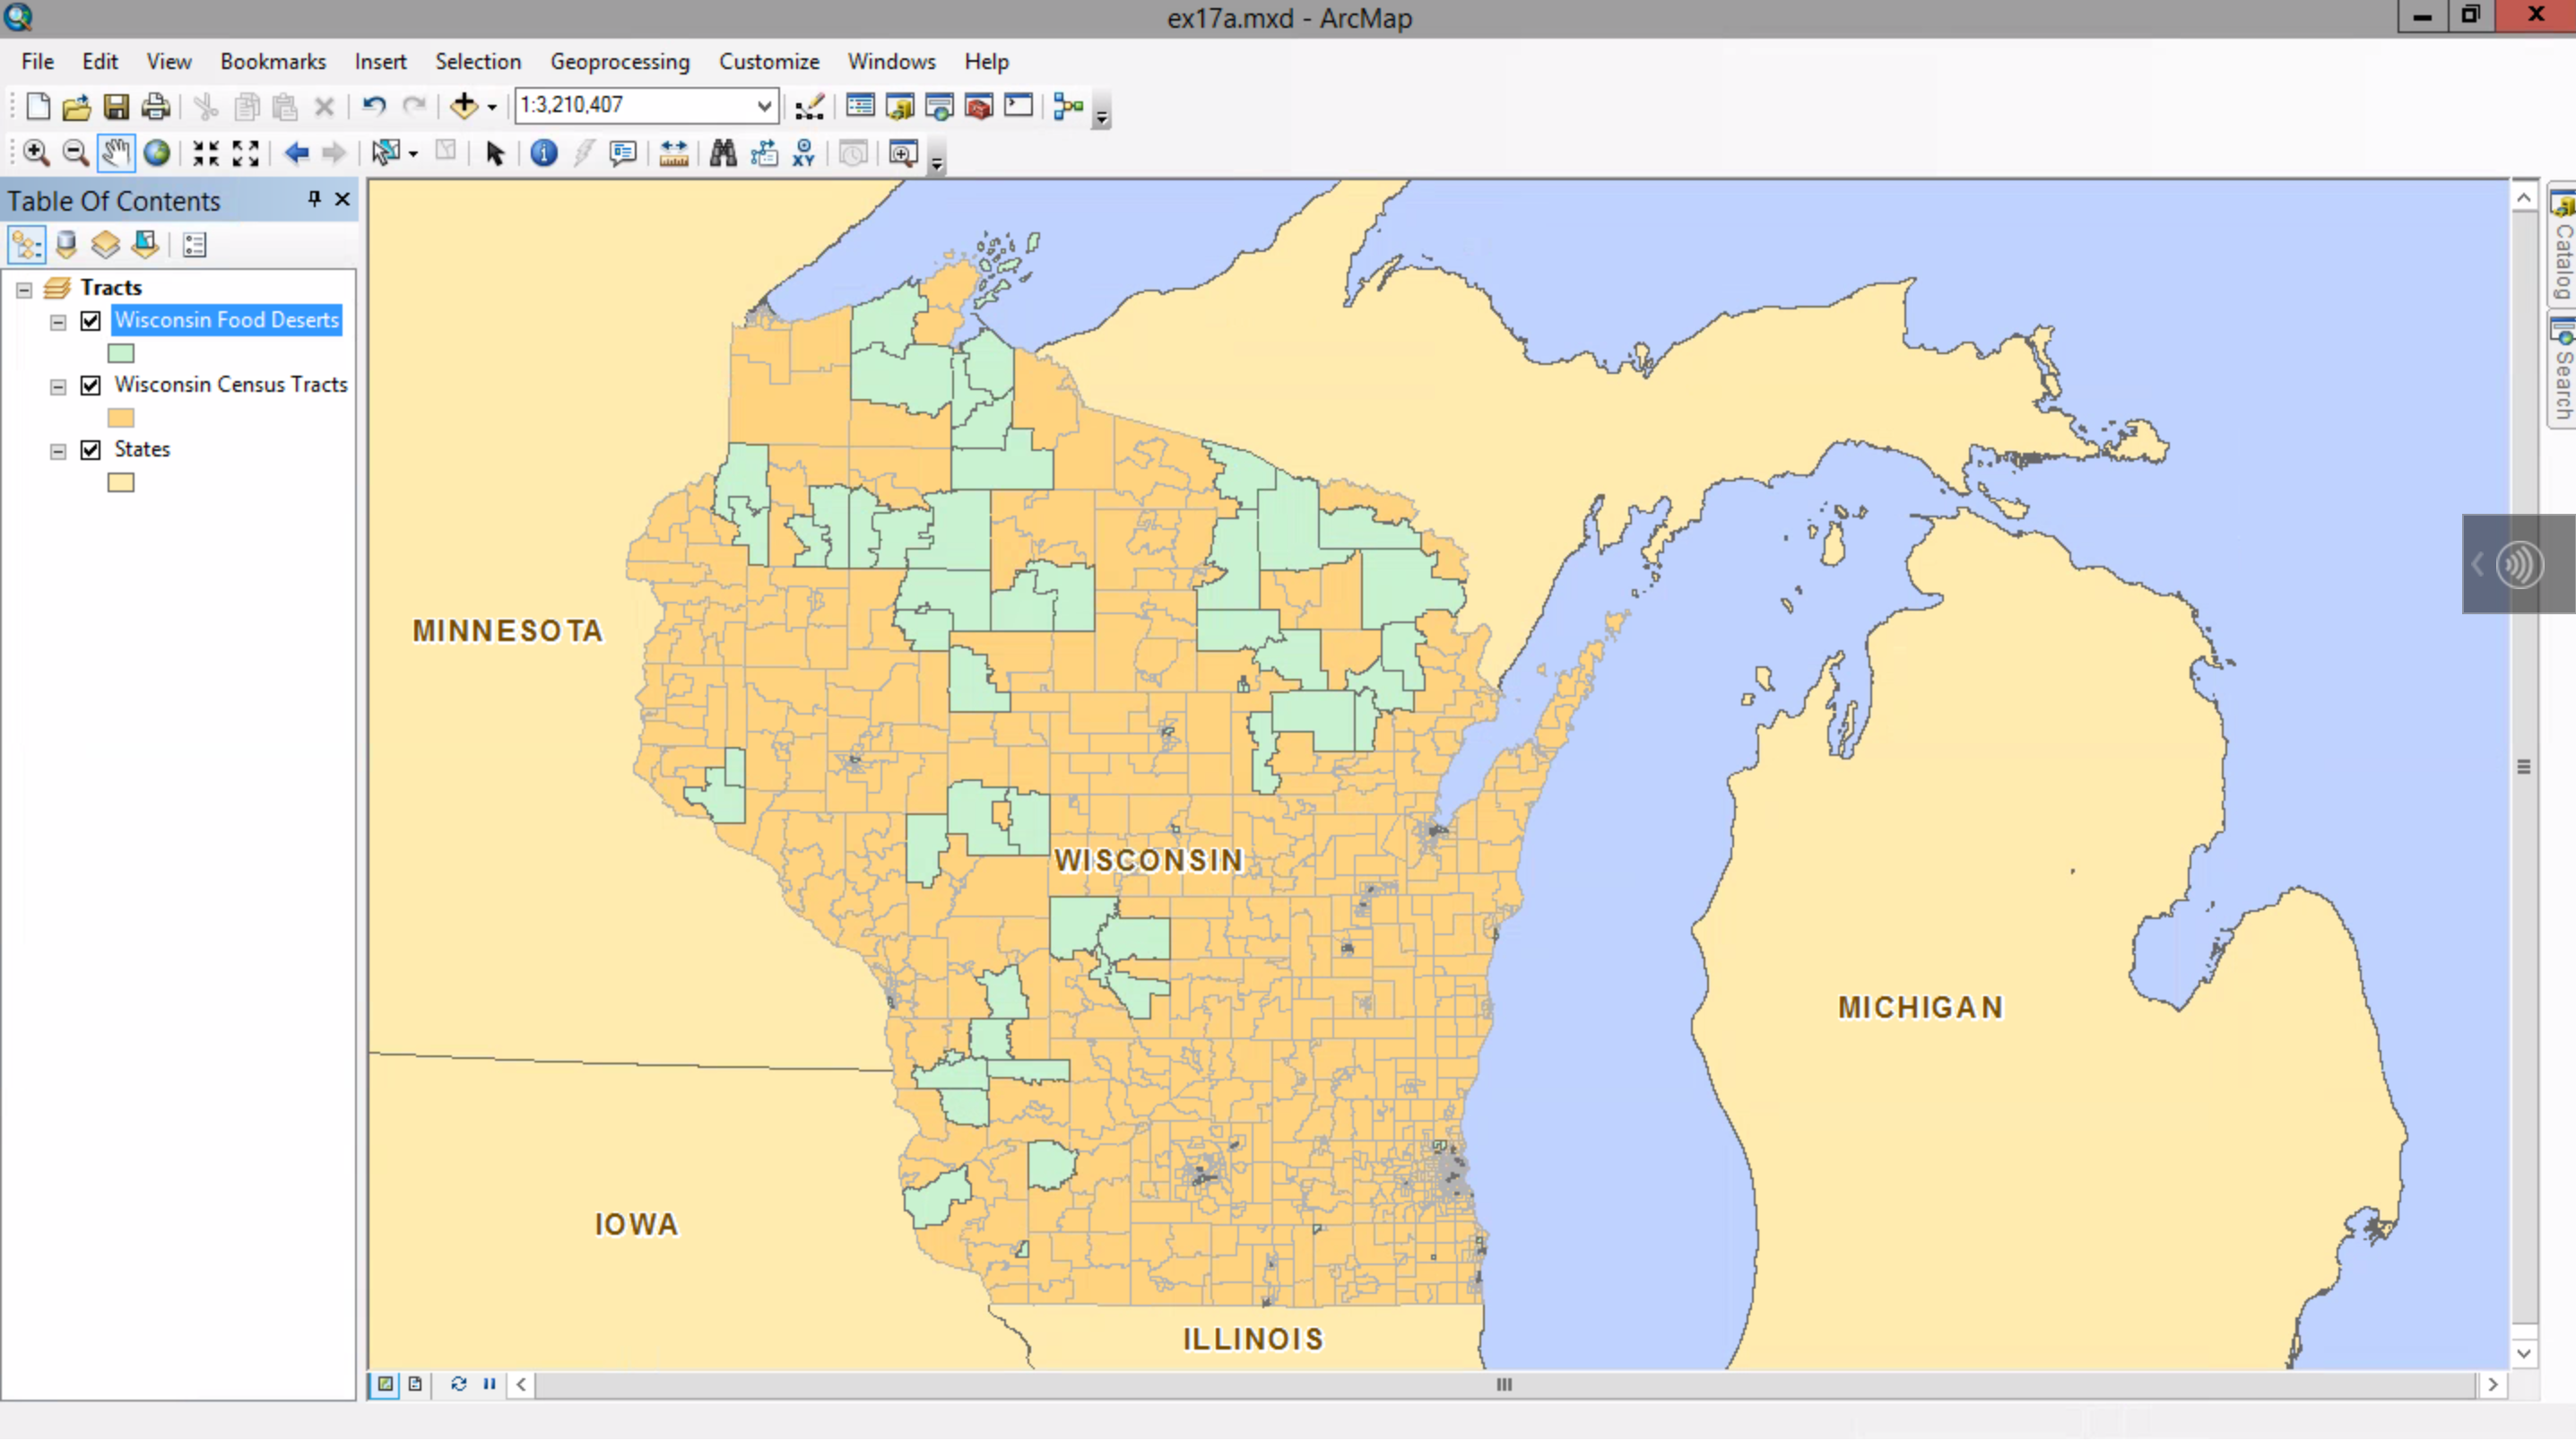 ex17a.mxd - ArcMap
File Edit View Bookmarks Insert Selection Geoprocessing Customize Windows Help
1:3,210,407
XY
Table Of Contents
Tracts
Wisconsin Food Deserts
Wisconsin Census Tracts
States
MINNESOTA
WISCONSIN
MICHIGAN
IOWA
ILLINOIS
Catalog
Search